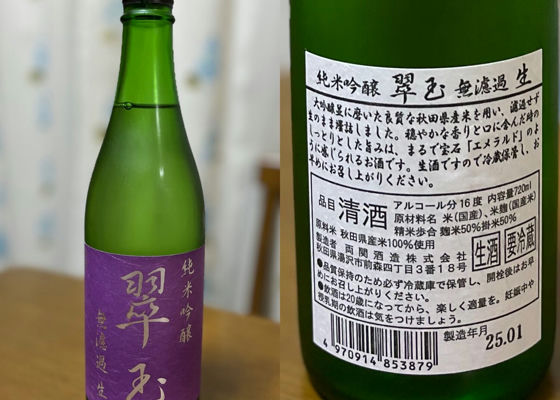 純米吟醸
翠玉
無濾過 生
純米吟醸 翠玉 無濾過 生
大吟醸並に磨いた良質な秋田県産米を用い、濾過せず
生のまま壜詰しました。穏やかな香りと口に含んだ時の
しっとりとした旨みは、まるで宝石「エメラルド」のよ
うに感じられるお酒です。生酒ですので冷蔵保管し、お
早めにお召し上がりください。
品目 清酒
アルコール分16度 内容量720ml
原材料名 米(国産)、米麹(国産米)
精米歩合 麹米50%掛米50%
原料米 秋田県産米100%使用
製造者 両関酒造株式会社
秋田県湯沢市前森四丁目3番18号
生酒 要冷蔵
●品質保持のため必ず冷蔵庫で保管し、開栓後はお早
めにお召し上がりください。
●飲酒は20歳になってから、楽しく適量を。妊娠中や
授乳期の飲酒は気をつけましょう。
製造年月 25.01
4 970914 853879